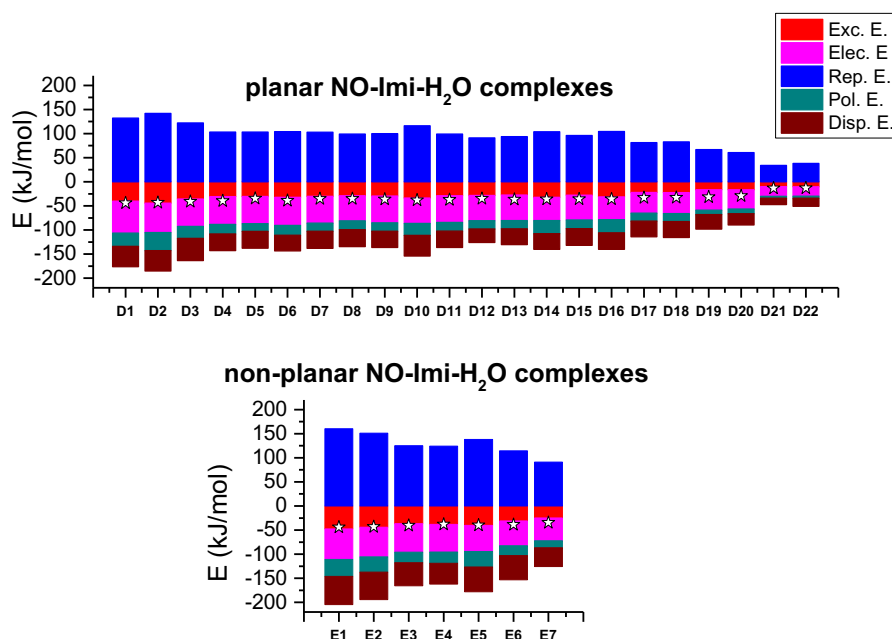 Exc. E.
Elec. E
Rep. E.
Pol. E.
Disp. E.
planar NO-Imi-H2O complexes
E (kJ/mol)
200
150
100
50
0
-50
-100
-150
-200
D1 D2 D3 D4 D5 D6 D7 D8 D9 D10 D11 D12 D13 D14 D15 D16 D17 D18 D19 D20 D21 D22
non-planar NO-Imi-H2O complexes
E (kJ/mol)
200
150
100
50
0
-50
-100
-150
-200
E1 E2 E3 E4 E5 E6 E7